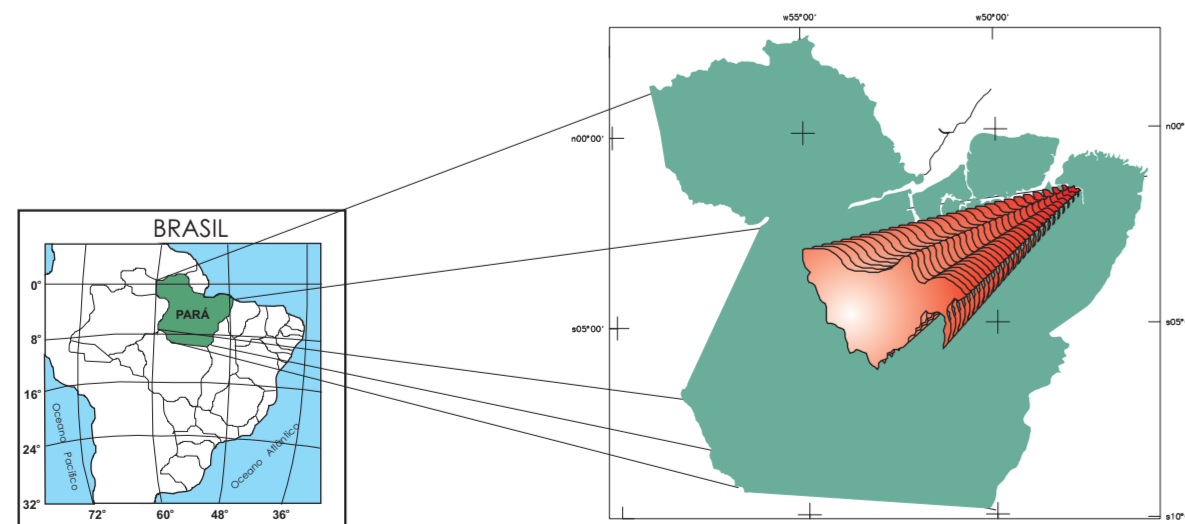 BRASIL
0°
8°
16°
24°
32°
72°
60°
48°
36°
PARÁ
Oceano
Pacífico
Oceano Atlântico
w55°00'
w50°00'
n00°00'
n00°
s05°00'
s05°
s10°